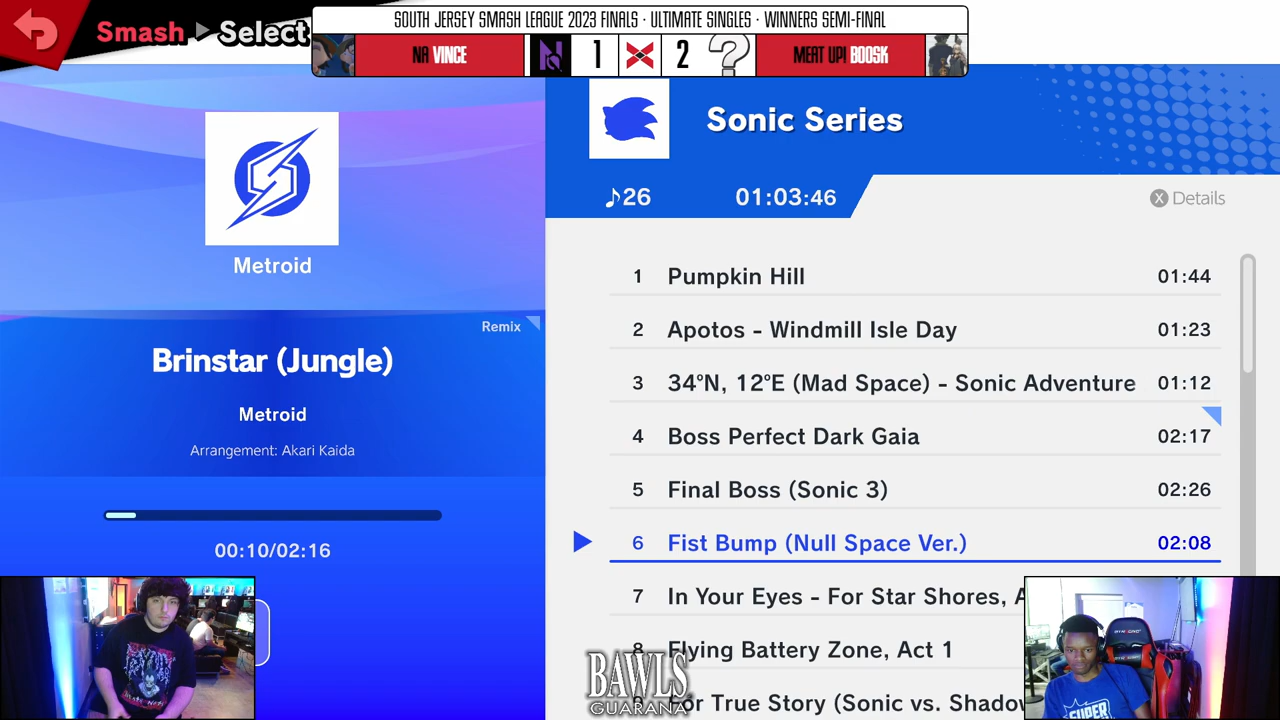 Smash ▶ Select
SOUTH JERSEY SMASH LEAGUE 2023 FINALS · ULTIMATE SINGLES · WINNERS SEMI-FINAL
NR VINCE
1
2
MEAT UP! BOOSK
Metroid
Remix
Brinstar (Jungle)
Metroid
Arrangement: Akari Kaida
00:10/02:16
Sonic Series
♪26 01:03:46
X Details
1 Pumpkin Hill 01:44
2 Apotos - Windmill Isle Day 01:23
3 34°N, 12°E (Mad Space) - Sonic Adventure 01:12
4 Boss Perfect Dark Gaia 02:17
5 Final Boss (Sonic 3) 02:26
6 Fist Bump (Null Space Ver.) 02:08
7 In Your Eyes - For Star Shores, A
8 Flying Battery Zone, Act 1
For True Story (Sonic vs. Shadow
BAWLS
GUARANA
SUPER